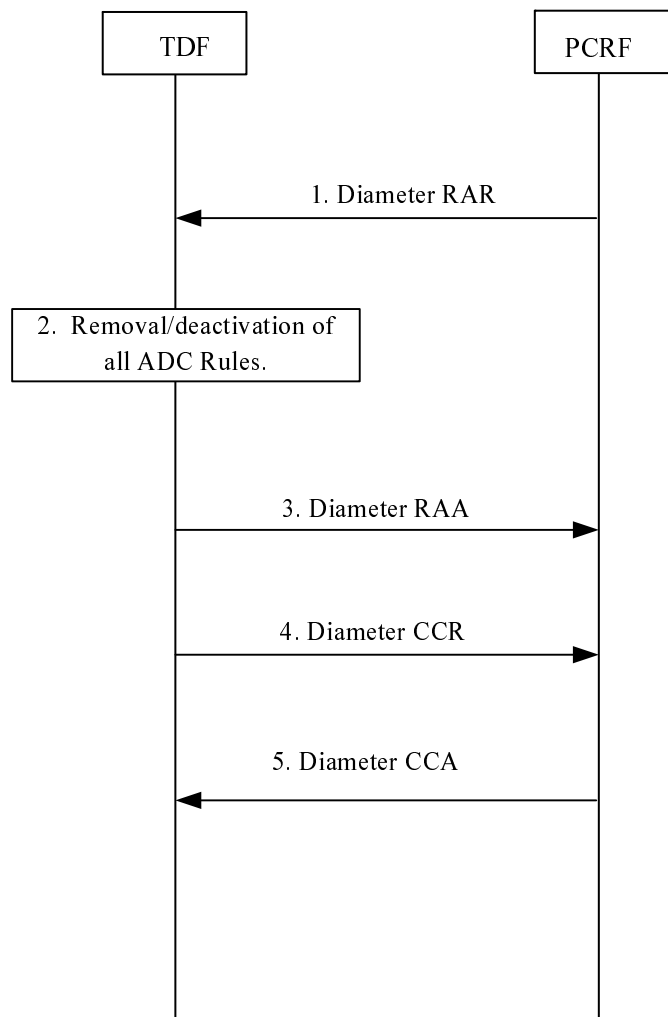 TDF
PCRF
1. Diameter RAR
2. Removal/deactivation of
all ADC Rules.
3. Diameter RAA
4. Diameter CCR
5. Diameter CCA